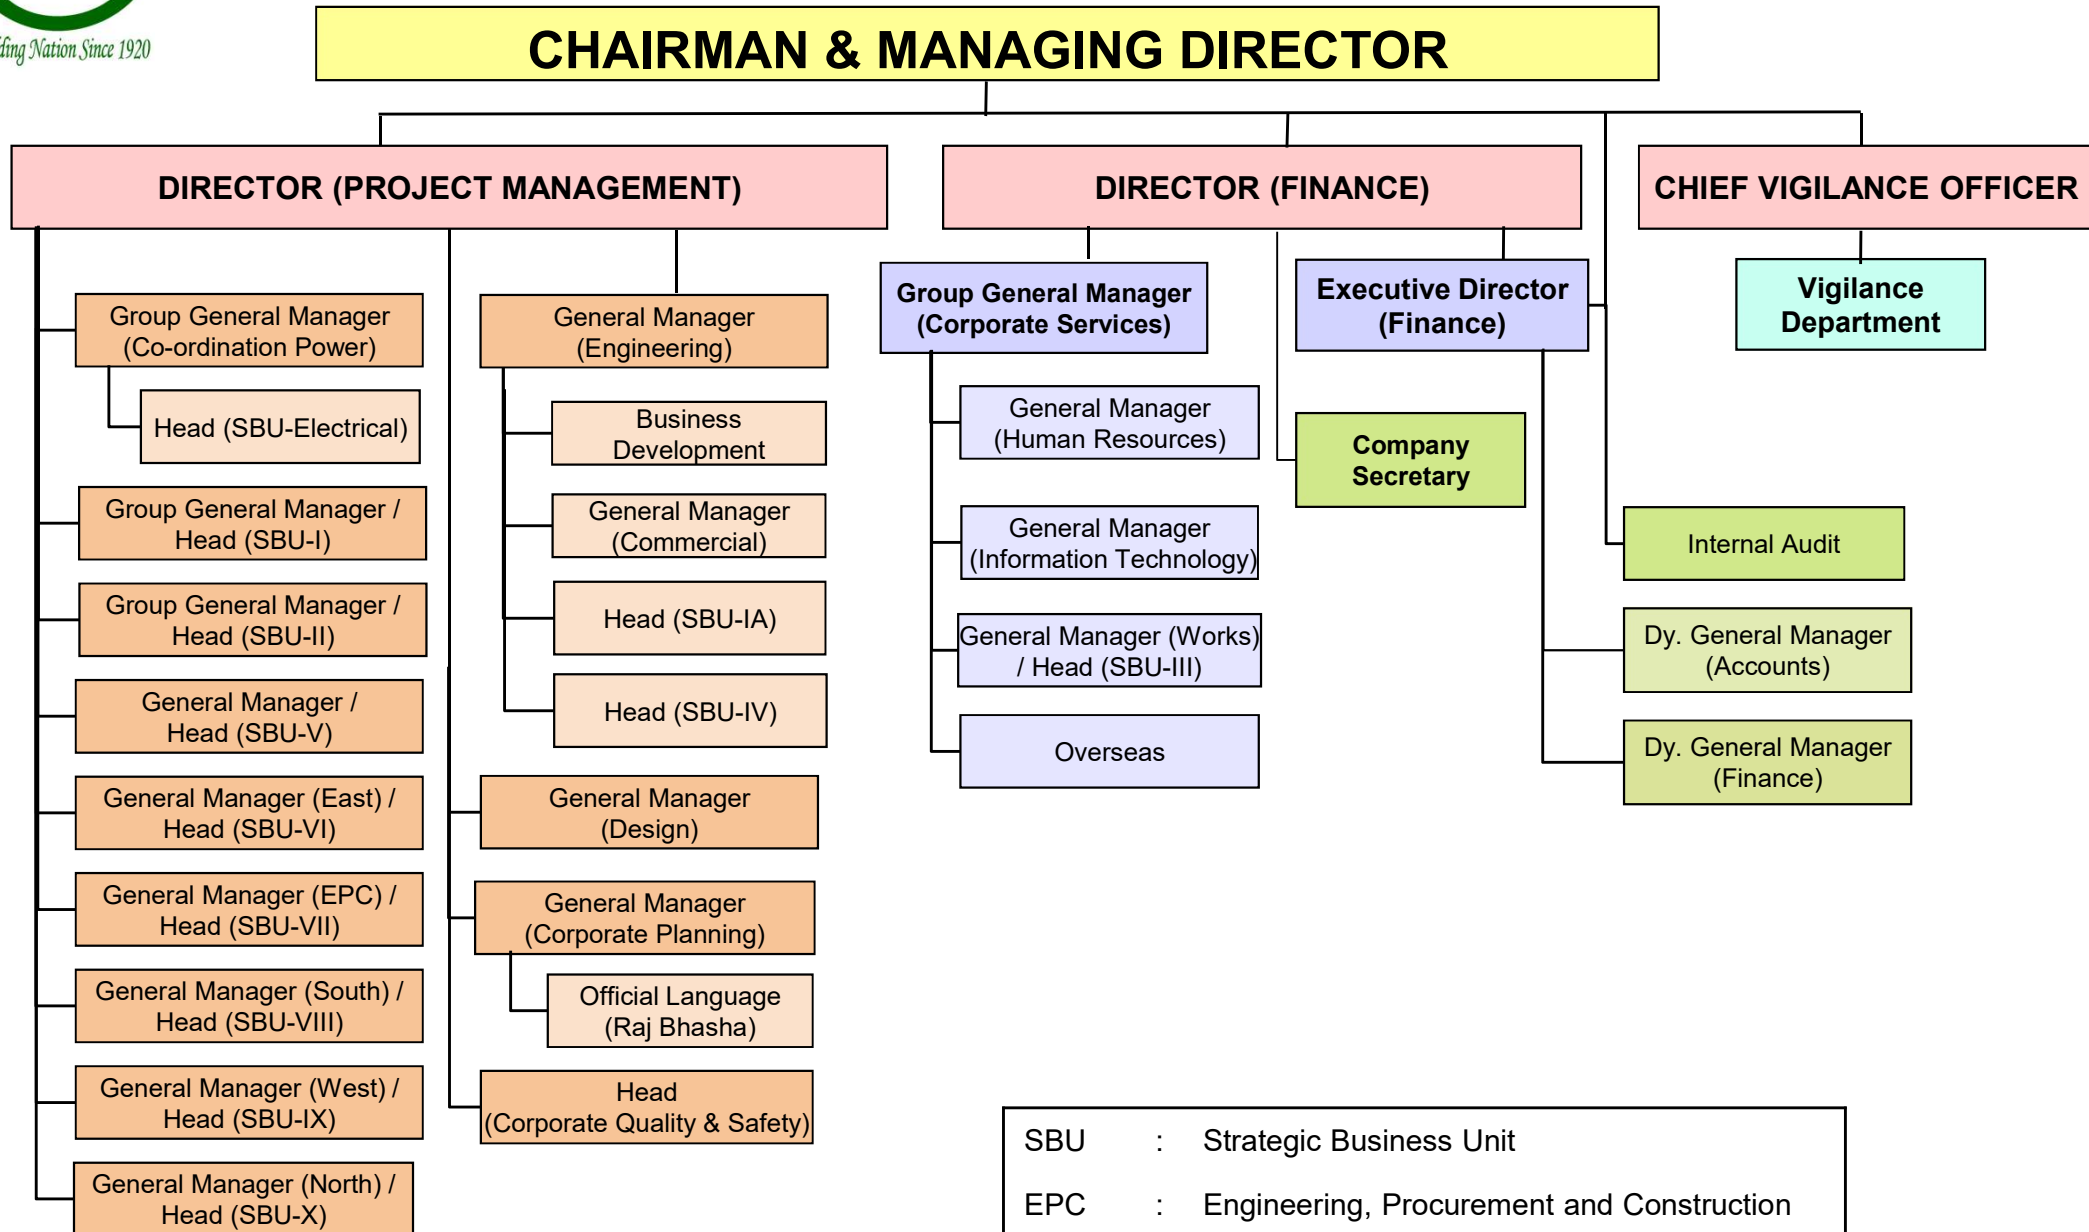 Nation Since 1920
CHAIRMAN & MANAGING DIRECTOR
DIRECTOR (PROJECT MANAGEMENT)
DIRECTOR (FINANCE)
CHIEF VIGILANCE OFFICER
Group General Manager
(Co-ordination Power)
Head (SBU-Electrical)
Group General Manager /
Head (SBU-I)
Group General Manager /
Head (SBU-II)
General Manager /
Head (SBU-V)
General Manager (East) /
Head (SBU-VI)
General Manager (EPC) /
Head (SBU-VII)
General Manager (South) /
Head (SBU-VIII)
General Manager (West) /
Head (SBU-IX)
General Manager (North) /
Head (SBU-X)
General Manager
(Engineering)
Business
Development
General Manager
(Commercial)
Head (SBU-IA)
Head (SBU-IV)
General Manager
(Design)
General Manager
(Corporate Planning)
Official Language
(Raj Bhasha)
Head
(Corporate Quality & Safety)
Group General Manager
(Corporate Services)
General Manager
(Human Resources)
General Manager
(Information Technology)
General Manager (Works)
/ Head (SBU-III)
Overseas
Company
Secretary
Executive Director
(Finance)
Internal Audit
Dy. General Manager
(Accounts)
Dy. General Manager
(Finance)
Vigilance
Department
SBU : Strategic Business Unit
EPC : Engineering, Procurement and Construction